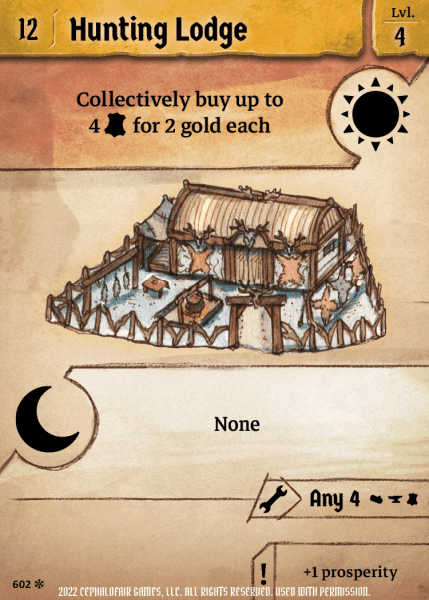 12 Hunting Lodge
Lvl.
4
Collectively buy up to
4 for 2 gold each
None
Any 4
! +1 prosperity
602
2022 CEPHALOFAIR GAMES, LLC. ALL RIGHTS RESERVED. USED WITH PERMISSION.